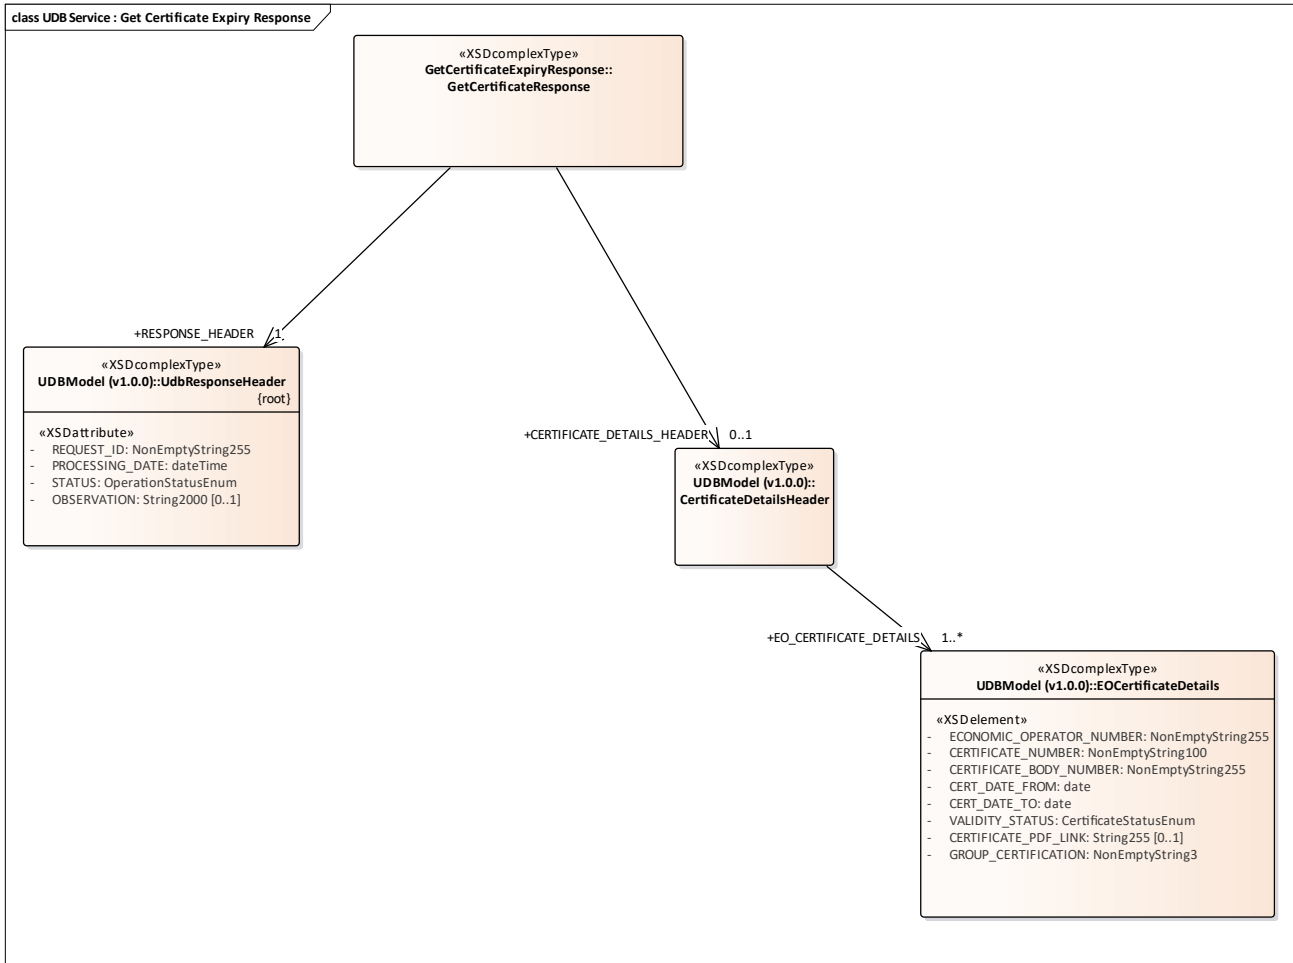 class UDB Service : Get Certificate Expiry Response
«XSDcomplexType»
GetCertificateExpiryResponse::
GetCertificateResponse
+RESPONSE_HEADER 1
«XSDcomplexType»
UDBModel (v1.0.0)::UdbResponseHeader
{root}
«XSDattribute»
- REQUEST_ID: NonEmptyString255
- PROCESSING_DATE: dateTime
- STATUS: OperationStatusEnum
- OBSERVATION: String2000 [0..1]
+CERTIFICATE_DETAILS_HEADER 0..1
«XSDcomplexType»
UDBModel (v1.0.0)::
CertificateDetailsHeader
+EO_CERTIFICATE_DETAILS 1..*
«XSDcomplexType»
UDBModel (v1.0.0)::EOCertificateDetails
«XSDelement»
- ECONOMIC_OPERATOR_NUMBER: NonEmptyString255
- CERTIFICATE_NUMBER: NonEmptyString100
- CERTIFICATE_BODY_NUMBER: NonEmptyString255
- CERT_DATE_FROM: date
- CERT_DATE_TO: date
- VALIDITY_STATUS: CertificateStatusEnum
- CERTIFICATE_PDF_LINK: String255 [0..1]
- GROUP_CERTIFICATION: NonEmptyString3